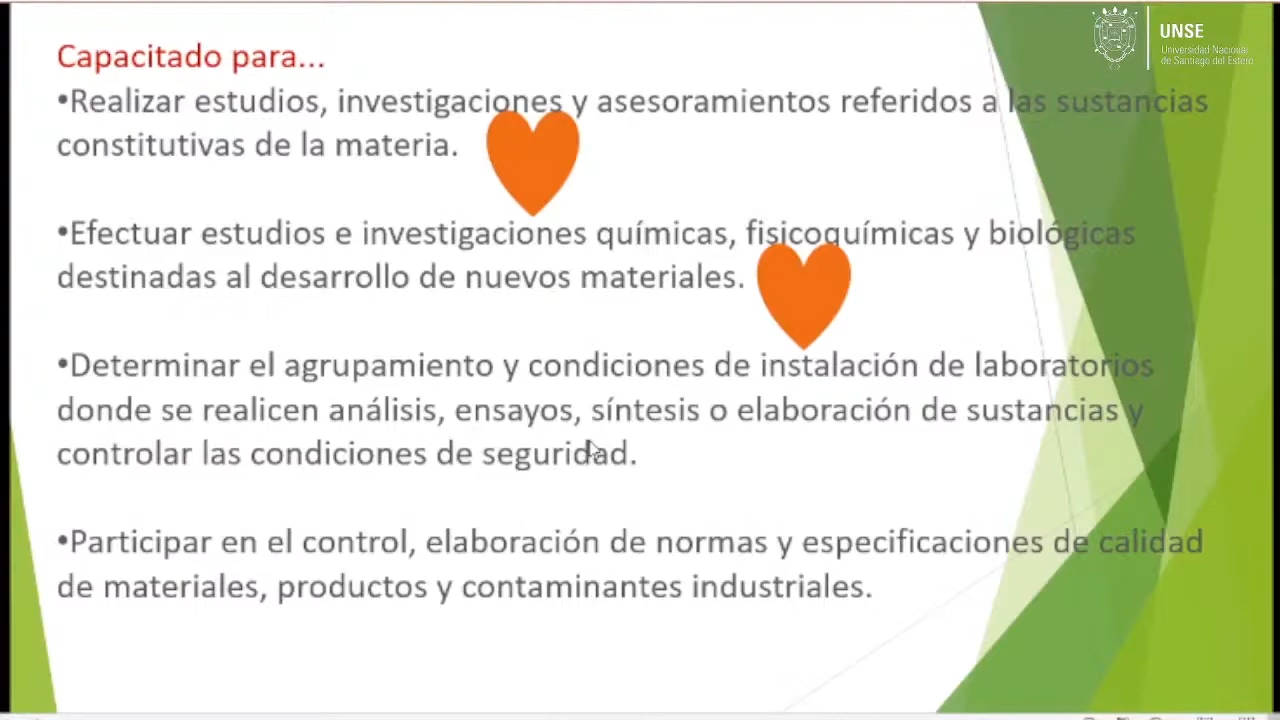 UNSE
Universidad Nacional
de Santiago del Estero
Capacitado para...
•Realizar estudios, investigaciones y asesoramientos referidos a las sustancias
constitutivas de la materia.
•Efectuar estudios e investigaciones químicas, fisicoquímicas y biológicas
destinadas al desarrollo de nuevos materiales.
•Determinar el agrupamiento y condiciones de instalación de laboratorios
donde se realicen análisis, ensayos, síntesis o elaboración de sustancias y
controlar las condiciones de seguridad.
•Participar en el control, elaboración de normas y especificaciones de calidad
de materiales, productos y contaminantes industriales.